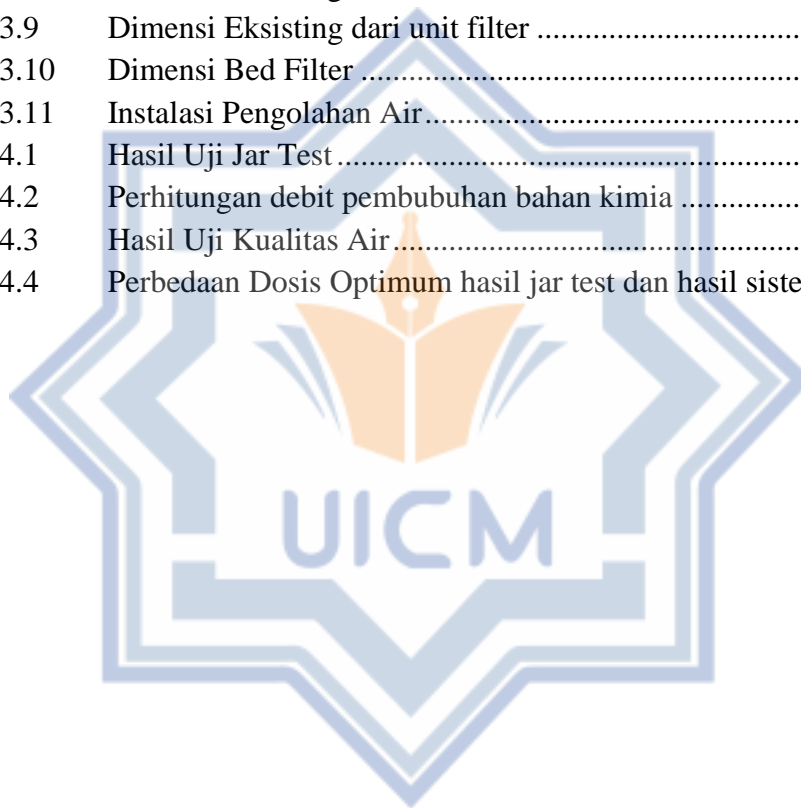 3.9 Dimensi Eksisting dari unit filter ................................
3.10 Dimensi Bed Filter ................................................
3.11 Instalasi Pengolahan Air..........................................
4.1 Hasil Uji Jar Test ...................................................
4.2 Perhitungan debit pembubuhan bahan kimia ................
4.3 Hasil Uji Kualitas Air..............................................
4.4 Perbedaan Dosis Optimum hasil jar test dan hasil siste
UICM